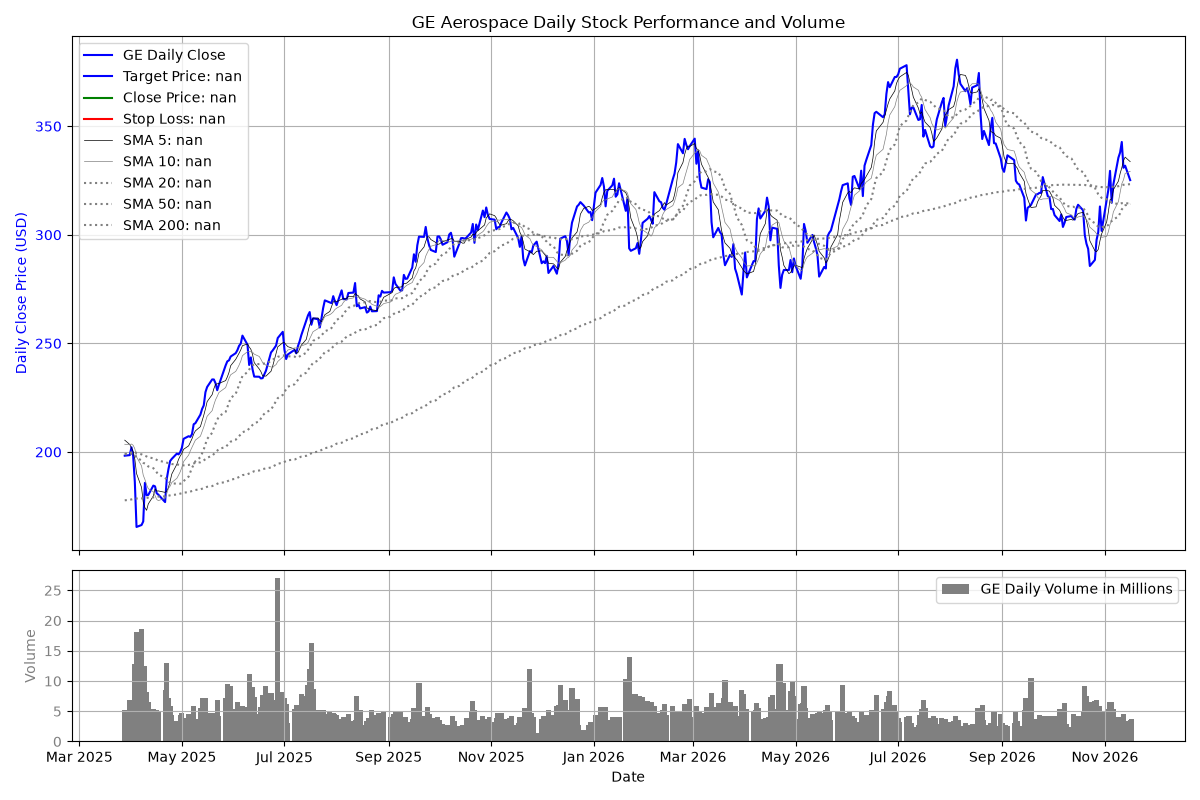 GE Aerospace Daily Stock Performance and Volume
GE Daily Close
Target Price: nan
Close Price: nan
Stop Loss: nan
SMA 5: nan
SMA 10: nan
SMA 20: nan
SMA 50: nan
SMA 200: nan
Daily Close Price (USD)
350
300
250
200
GE Daily Volume in Millions
Volume
25
20
15
10
5
0
Mar 2025 May 2025 Jul 2025 Sep 2025 Nov 2025 Jan 2026 Mar 2026 May 2026 Jul 2026 Sep 2026 Nov 2026
Date